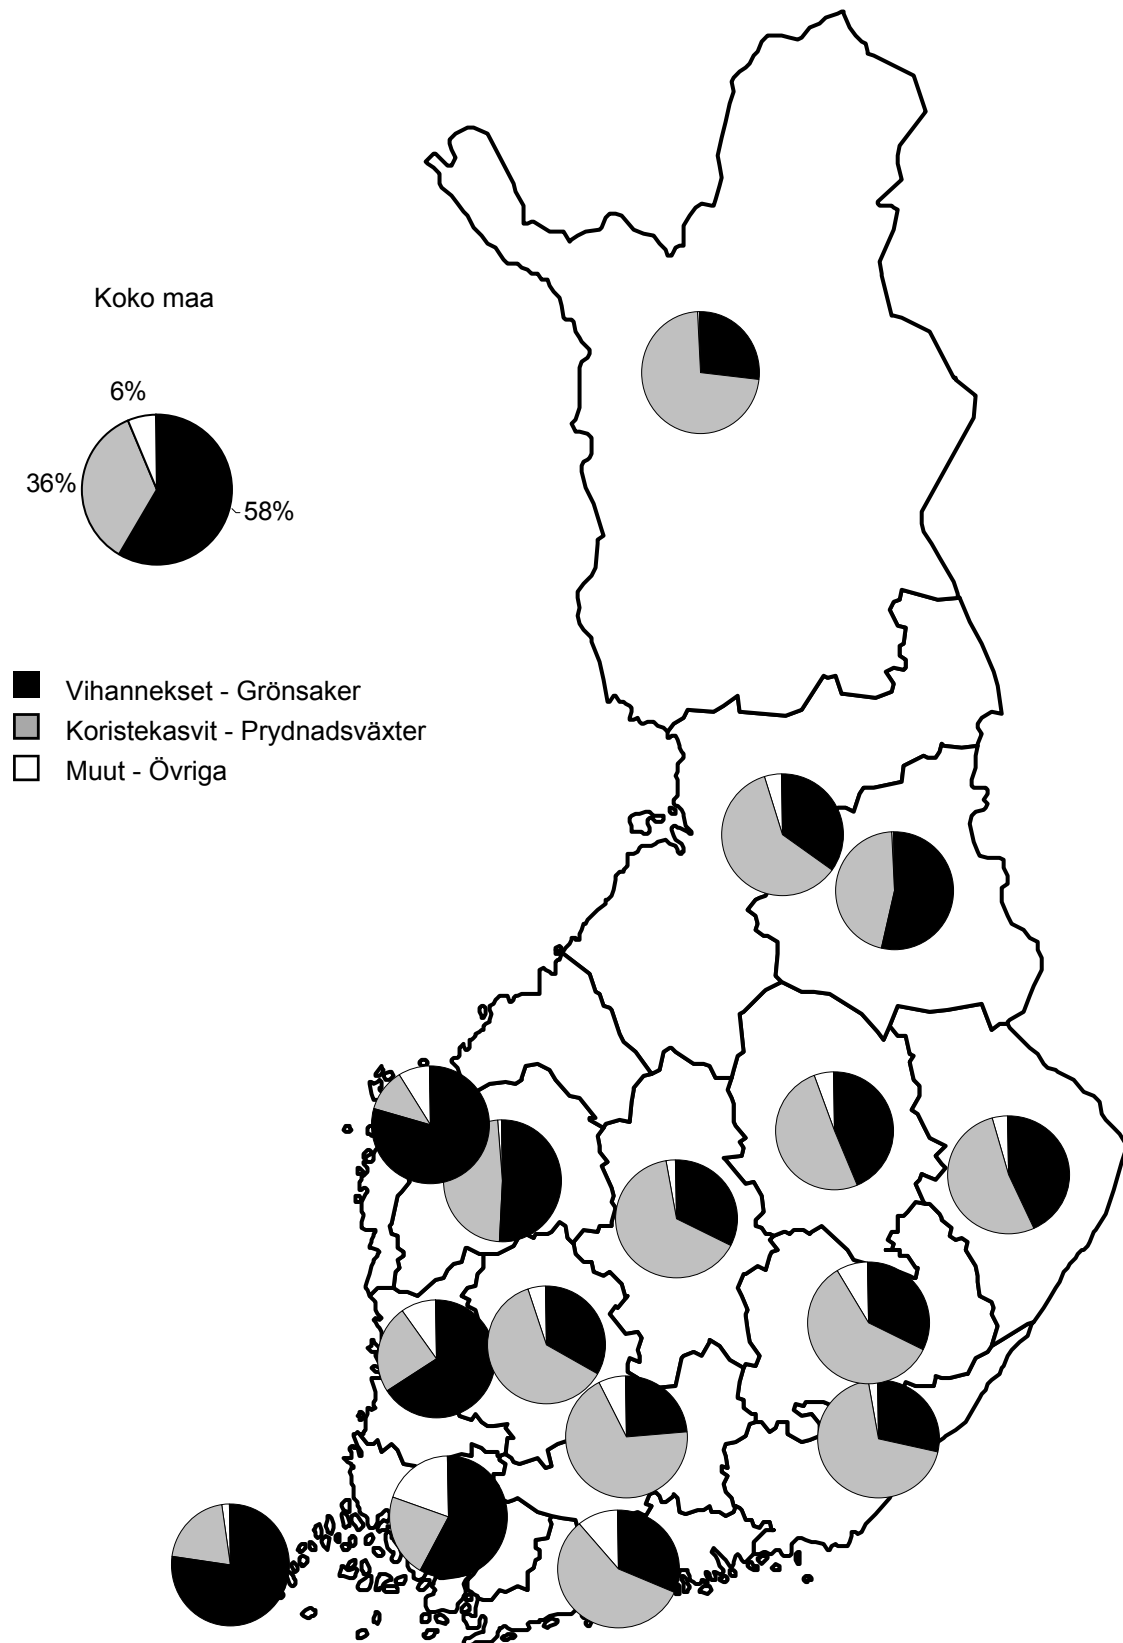 Koko maa
6%
36%
58%
Vihannekset - Grönsaker
Koristekasvit - Prydnadsväxter
Muut - Övriga